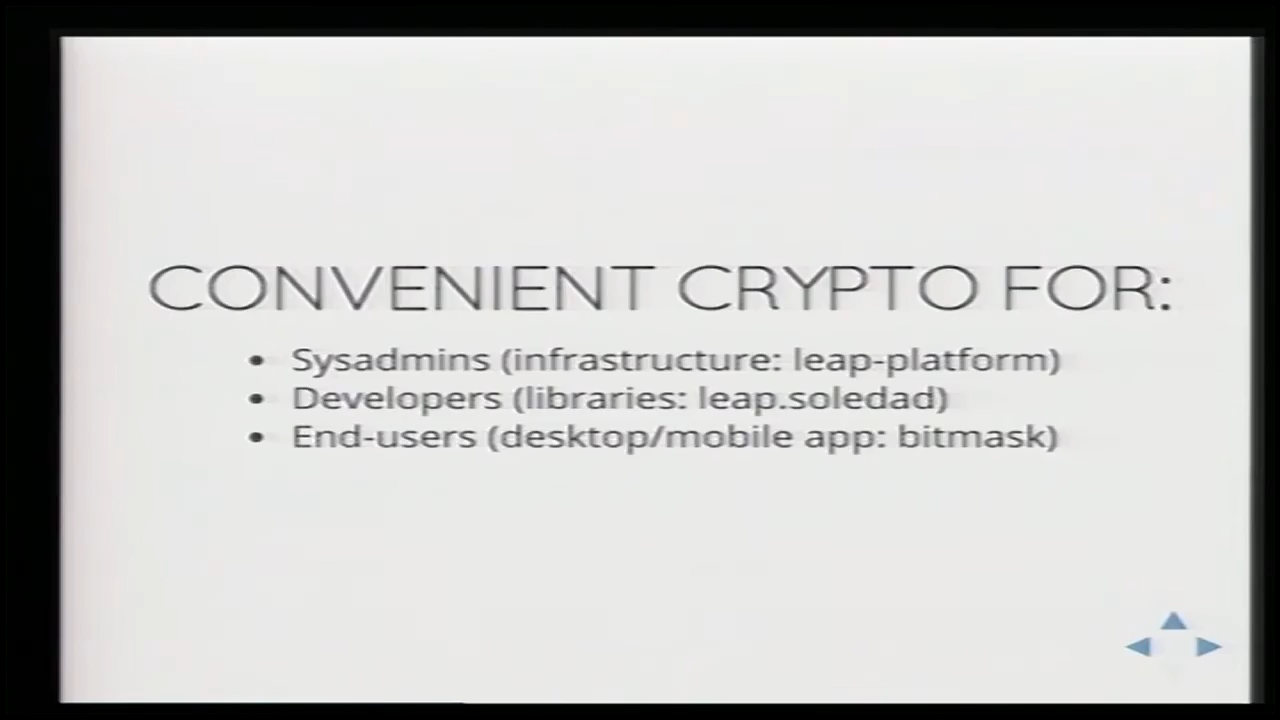 CONVENIENT CRYPTO FOR:
• Sysadmins (infrastructure: leap-platform)
• Developers (libraries: leap.soledad)
• End-users (desktop/mobile app: bitmask)